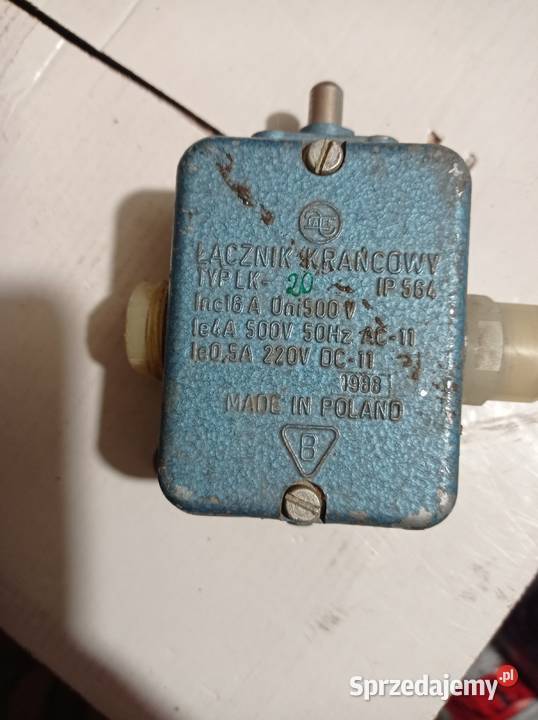 ŁĄCZNIK KRAŃCOWY
TYP LK- 20 IP 564
Inc16 A Uni500 V
Ie4A 500V 50Hz AC-11
Ie0,5A 220V DC-11
1988
MADE IN POLAND
B
Sprzedajemy.pl